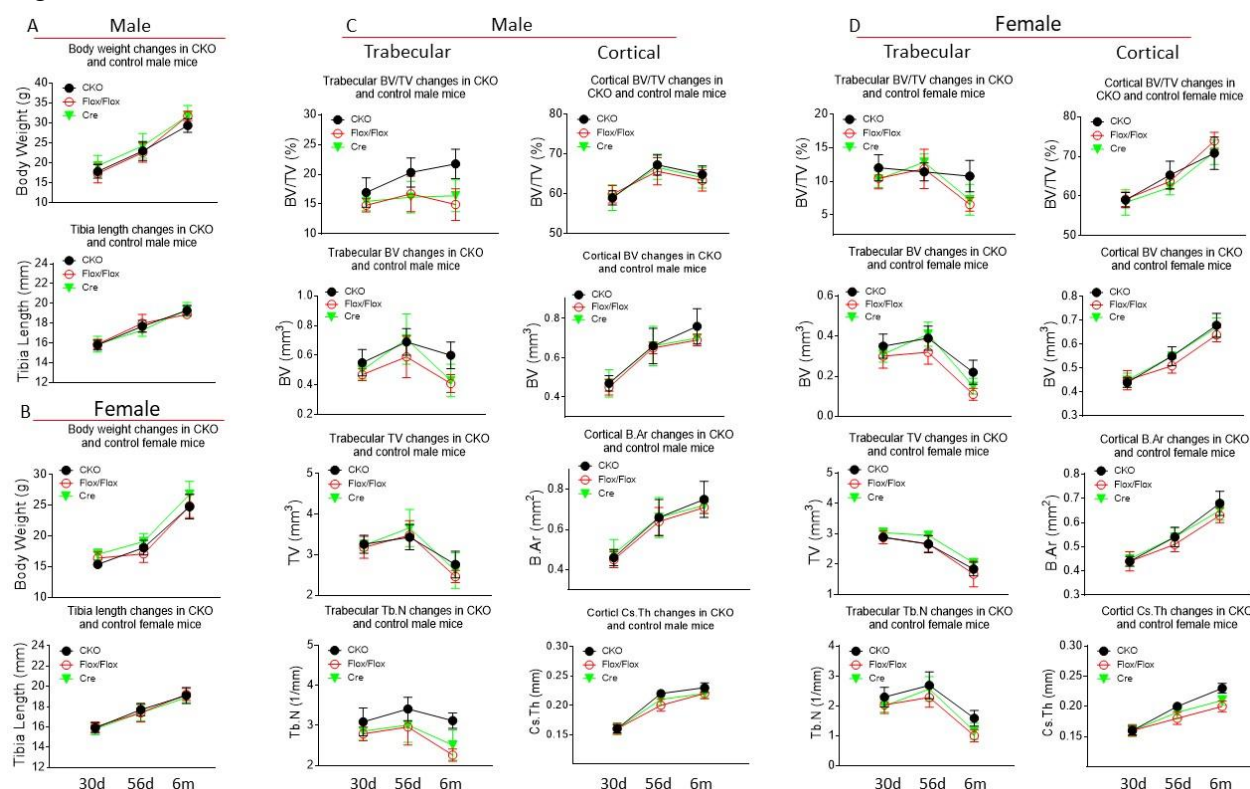 A
Male
Body weight changes in CKO
and control male mice
Body Weight (g)
40
35
30
25
20
15
10
CKO
Flox/Flox
Cre
Tibia length changes in CKO
and control male mice
Tibia Length (mm)
24
22
20
18
16
14
12
CKO
Flox/Flox
Cre
B
Female
Body weight changes in CKO
and control female mice
Body Weight (g)
30
25
20
15
10
CKO
Flox/Flox
Cre
Tibia length changes in CKO
and control female mice
Tibia Length (mm)
24
22
20
18
16
14
12
CKO
Flox/Flox
Cre
30d 56d 6m
C
Male
Trabecular
Trabecular BV/TV changes in CKO
and control male mice
BV/TV (%)
30
25
20
15
10
CKO
Flox/Flox
Cre
Trabecular BV changes in CKO
and control male mice
BV (mm3)
1.0
0.8
0.6
0.4
0.2
CKO
Flox/Flox
Cre
Trabecular TV changes in CKO
and control male mice
TV (mm3)
5
4
3
2
CKO
Flox/Flox
Cre
Trabecular Tb.N changes in CKO
and control male mice
Tb.N (1/mm)
5
4
3
2
CKO
Flox/Flox
Cre
30d 56d 6m
Cortical
Cortical BV/TV changes in
CKO and control male mice
BV/TV (%)
80
70
60
50
CKO
Flox/Flox
Cre
Cortical BV changes in CKO
and control male mice
BV (mm3)
0.9
0.7
0.5
0.3
CKO
Flox/Flox
Cre
Cortical B.Ar changes in CKO
and control male mice
B.Ar (mm2)
0.8
0.6
0.4
CKO
Flox/Flox
Cre
Corticl Cs.Th changes in CKO
and control male mice
Cs.Th (mm)
0.30
0.25
0.20
0.15
CKO
Flox/Flox
Cre
30d 56d 6m
D
Female
Trabecular
Trabecular BV/TV changes in CKO
and control female mice
BV/TV (%)
20
15
10
5
CKO
Flox/Flox
Cre
Trabecular BV changes in CKO
and control female mice
BV (mm3)
0.6
0.4
0.2
0.0
CKO
Flox/Flox
Cre
Trabecular TV changes in CKO
and control female mice
TV (mm3)
5
4
3
2
1
CKO
Flox/Flox
Cre
Trabecular Tb.N changes in CKO
and control female mice
Tb.N (1/mm)
4
3
2
1
0
CKO
Flox/Flox
Cre
30d 56d 6m
Cortical
Cortical BV/TV changes in
CKO and control female mice
BV/TV (%)
80
70
60
50
CKO
Flox/Flox
Cre
Cortical BV changes in CKO
and control female mice
BV (mm3)
0.9
0.8
0.7
0.6
0.5
0.4
0.3
CKO
Flox/Flox
Cre
Cortical B.Ar changes in CKO
and control female mice
B.Ar (mm2)
0.8
0.7
0.6
0.5
0.4
0.3
CKO
Flox/Flox
Cre
Corticl Cs.Th changes in CKO
and control female mice
Cs.Th (mm)
0.30
0.25
0.20
0.15
CKO
Flox/Flox
Cre
30d 56d 6m